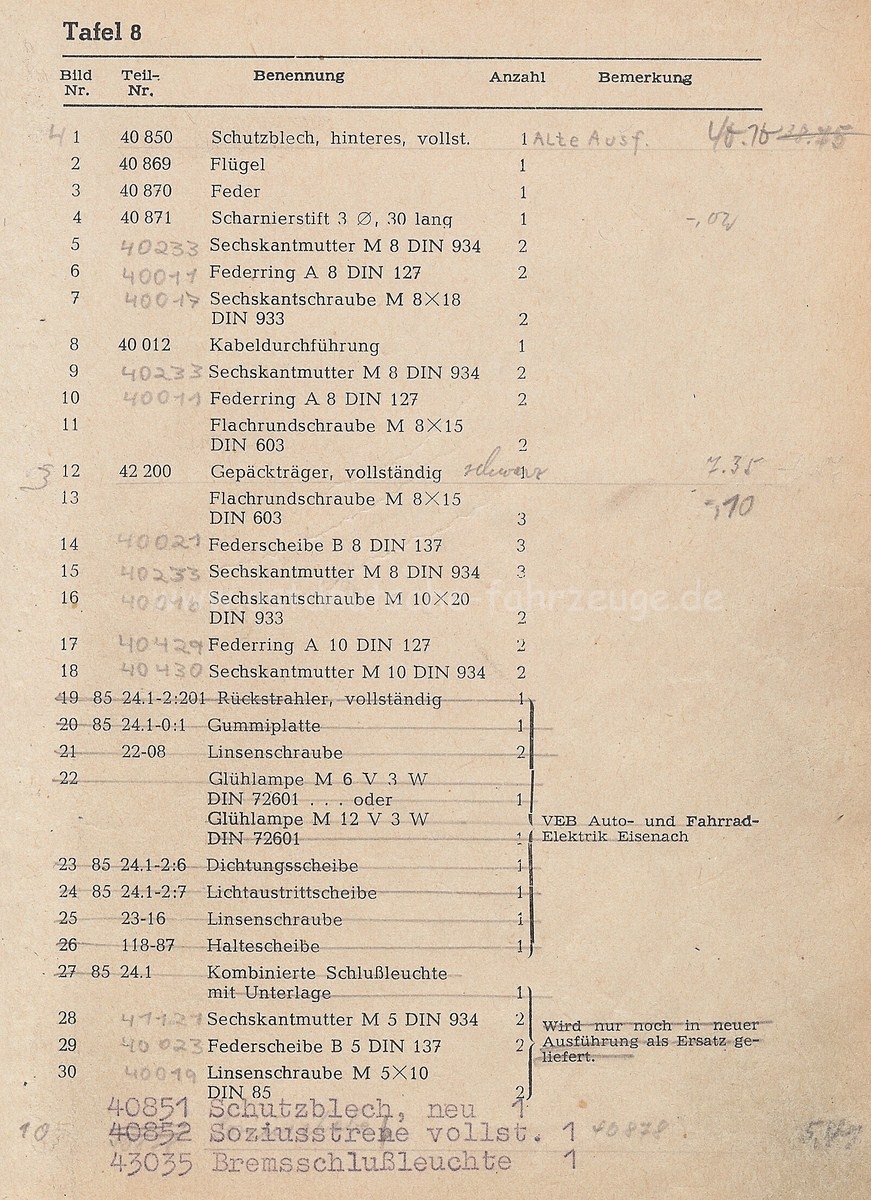 Tafel 8
Bild Nr. Teil-Nr. Benennung Anzahl Bemerkung
4 1 40 850 Schutzblech, hinteres, vollst. 1 Alte Ausf. 46.70
2 40 869 Flügel 1
3 40 870 Feder 1
4 40 871 Scharnierstift 3 Ø, 30 lang 1
5 40233 Sechskantmutter M 8 DIN 934 2
6 40011 Federring A 8 DIN 127 2
7 40017 Sechskantschraube M 8×18
DIN 933 2
8 40 012 Kabeldurchführung 1
9 40233 Sechskantmutter M 8 DIN 934 2
10 40011 Federring A 8 DIN 127 2
11 Flachrundschraube M 8×15
DIN 603 2
3 12 42 200 Gepäckträger, vollständig schwarz 1 7.35
13 Flachrundschraube M 8×15 -,10
DIN 603 3
14 40021 Federscheibe B 8 DIN 137 3
15 40233 Sechskantmutter M 8 DIN 934 3
16 40018 Sechskantschraube M 10×20 fahrzeuge.de
DIN 933 2
17 40429 Federring A 10 DIN 127 2
18 40430 Sechskantmutter M 10 DIN 934 2
19 85 24.1-2:201 Rückstrahler, vollständig 1
20 85 24.1-0:1 Gummiplatte 1
21 22-08 Linsenschraube 2
22 Glühlampe M 6 V 3 W
DIN 72601 . . . oder 1
Glühlampe M 12 V 3 W VEB Auto- und Fahrrad-
DIN 72601 1 Elektrik Eisenach
23 85 24.1-2:6 Dichtungsscheibe 1
24 85 24.1-2:7 Lichtaustrittscheibe 1
25 23-16 Linsenschraube 1
26 118-87 Haltescheibe 1
27 85 24.1 Kombinierte Schlußleuchte
mit Unterlage 1
28 41121 Sechskantmutter M 5 DIN 934 2 Wird nur noch in neuer
29 40 023 Federscheibe B 5 DIN 137 2 Ausführung als Ersatz ge-
liefert.
30 40019 Linsenschraube M 5×10
DIN 85 2
40851 Schutzblech, neu 1
10 40852 Soziusstrebe vollst. 1 40878
43035 Bremsschlußleuchte 1